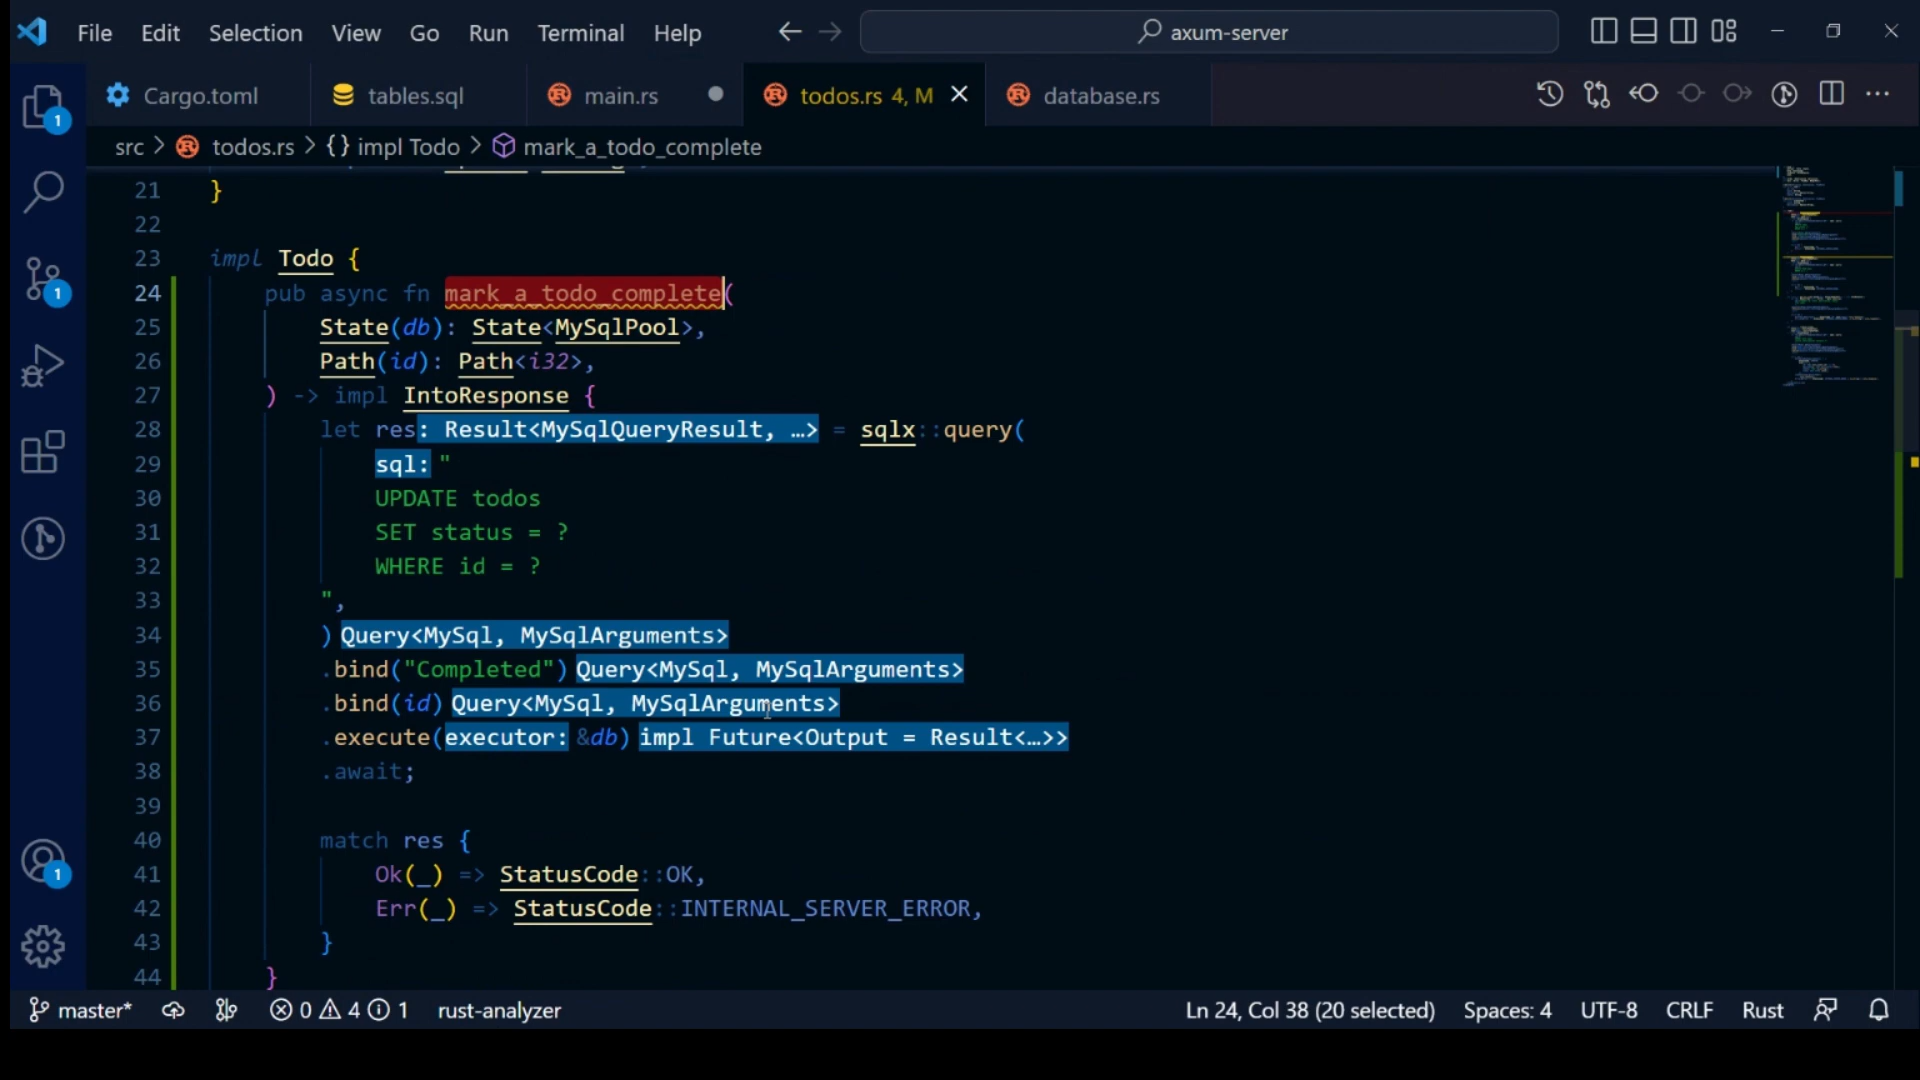 File Edit Selection View Go Run Terminal Help axum-server
Cargo.toml tables.sql main.rs todos.rs 4, M database.rs
src > todos.rs > {} impl Todo > mark_a_todo_complete
21 }
22
23 impl Todo {
24 pub async fn mark_a_todo_complete(
25 State(db): State<MySqlPool>,
26 Path(id): Path<i32>,
27 ) -> impl IntoResponse {
28 let res: Result<MySqlQueryResult, …> = sqlx::query(
29 sql: "
30 UPDATE todos
31 SET status = ?
32 WHERE id = ?
33 ",
34 ) Query<MySql, MySqlArguments>
35 .bind("Completed") Query<MySql, MySqlArguments>
36 .bind(id) Query<MySql, MySqlArguments>
37 .execute(executor: &db) impl Future<Output = Result<…>>
38 .await;
39
40 match res {
41 Ok(_) => StatusCode::OK,
42 Err(_) => StatusCode::INTERNAL_SERVER_ERROR,
43 }
44 }
1
1
1
master* 0 4 1 rust-analyzer Ln 24, Col 38 (20 selected) Spaces: 4 UTF-8 CRLF Rust